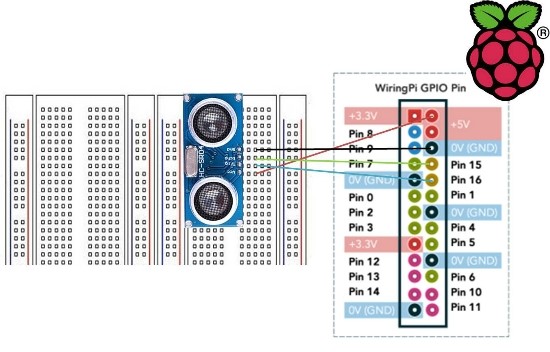 ®
WiringPi GPIO Pin
+3.3V
+5V
Pin 8
Pin 9
0V (GND)
Pin 7
Pin 15
0V (GND)
Pin 16
Pin 0
Pin 1
Pin 2
0V (GND)
Pin 3
Pin 4
+3.3V
Pin 5
Pin 12
0V (GND)
Pin 13
Pin 6
Pin 14
Pin 10
0V (GND)
Pin 11
HC-SR04
Gnd
Echo
Trig
Vcc